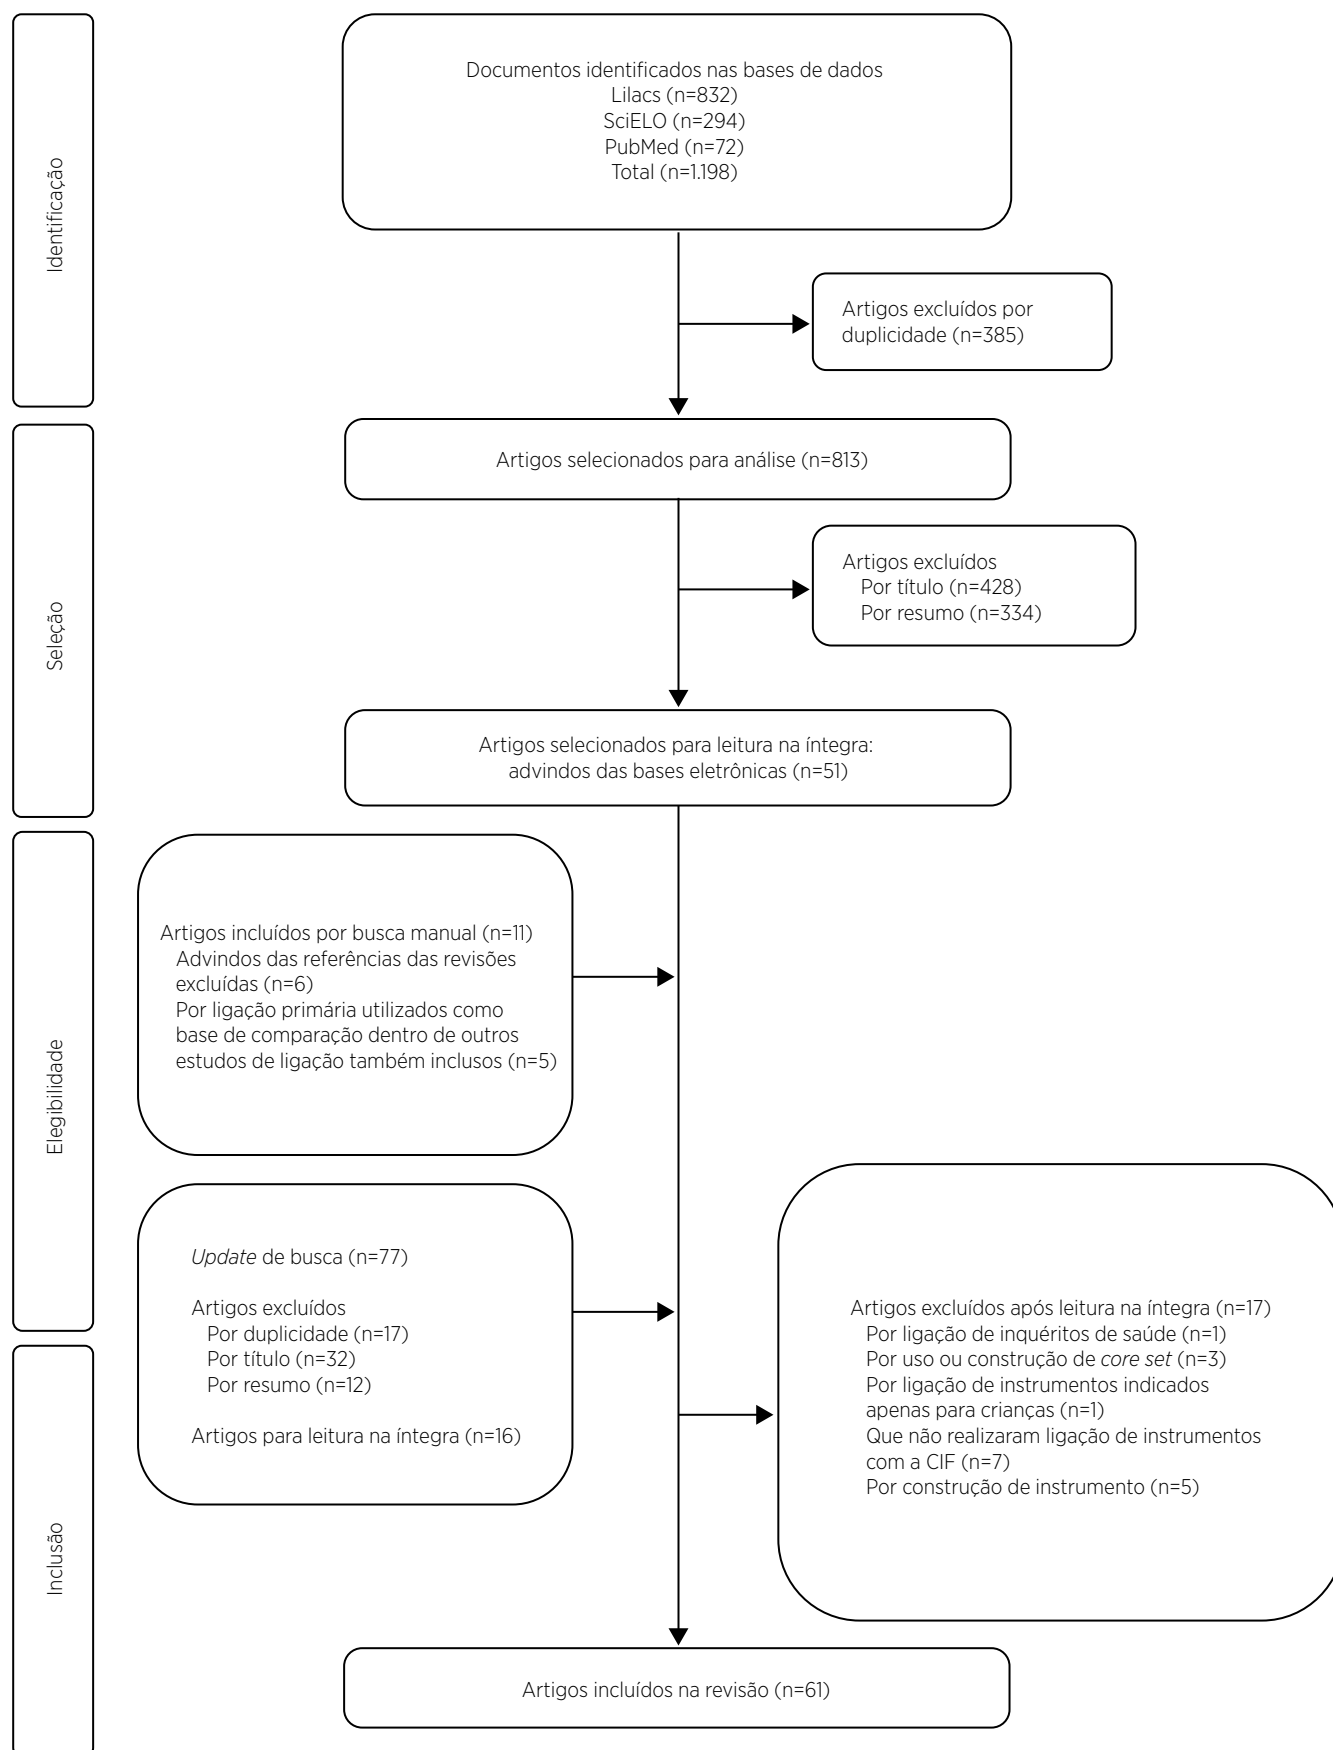 Identificação
Documentos identificados nas bases de dados
Lilacs (n=832)
SciELO (n=294)
PubMed (n=72)
Total (n=1.198)
Artigos excluídos por
duplicidade (n=385)
Seleção
Artigos selecionados para análise (n=813)
Artigos excluídos
Por título (n=428)
Por resumo (n=334)
Artigos selecionados para leitura na íntegra:
advindos das bases eletrônicas (n=51)
Elegibilidade
Artigos incluídos por busca manual (n=11)
Advindos das referências das revisões
excluídas (n=6)
Por ligação primária utilizados como
base de comparação dentro de outros
estudos de ligação também inclusos (n=5)
Update de busca (n=77)
Artigos excluídos
Por duplicidade (n=17)
Por título (n=32)
Por resumo (n=12)
Artigos para leitura na íntegra (n=16)
Artigos excluídos após leitura na íntegra (n=17)
Por ligação de inquéritos de saúde (n=1)
Por uso ou construção de core set (n=3)
Por ligação de instrumentos indicados
apenas para crianças (n=1)
Que não realizaram ligação de instrumentos
com a CIF (n=7)
Por construção de instrumento (n=5)
Inclusão
Artigos incluídos na revisão (n=61)